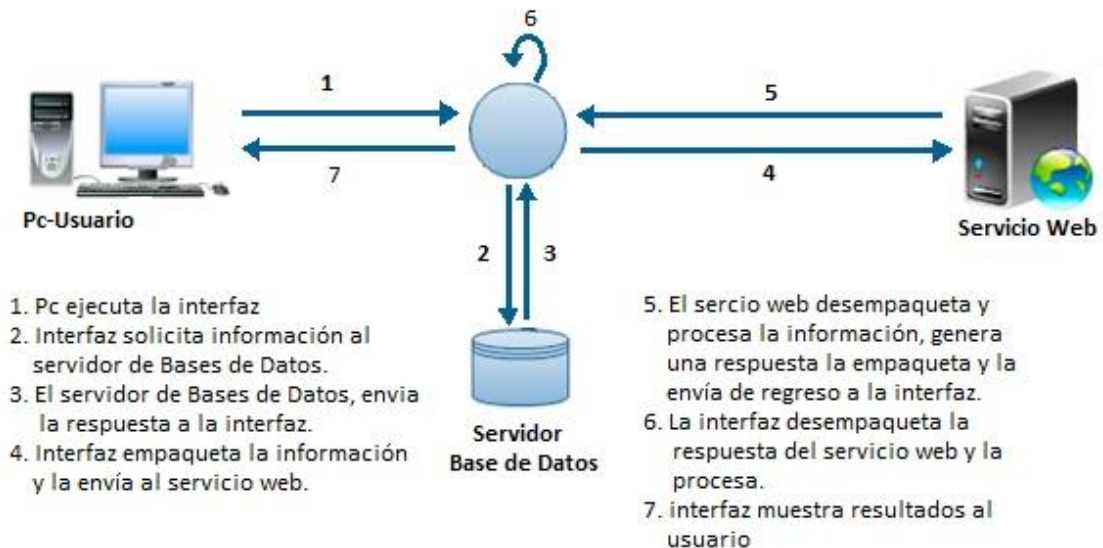 6
1
5
7
4
Pc-Usuario
Servicio Web
2
3
1. Pc ejecuta la interfaz
2. Interfaz solicita información al
servidor de Bases de Datos.
3. El servidor de Bases de Datos, envia
la respuesta a la interfaz.
4. Interfaz empaqueta la información
y la envía al servicio web.
Servidor
Base de Datos
5. El sercio web desempaqueta y
procesa la información, genera
una respuesta la empaqueta y la
envía de regreso a la interfaz.
6. La interfaz desempaqueta la
respuesta del servicio web y la
procesa.
7. interfaz muestra resultados al
usuario